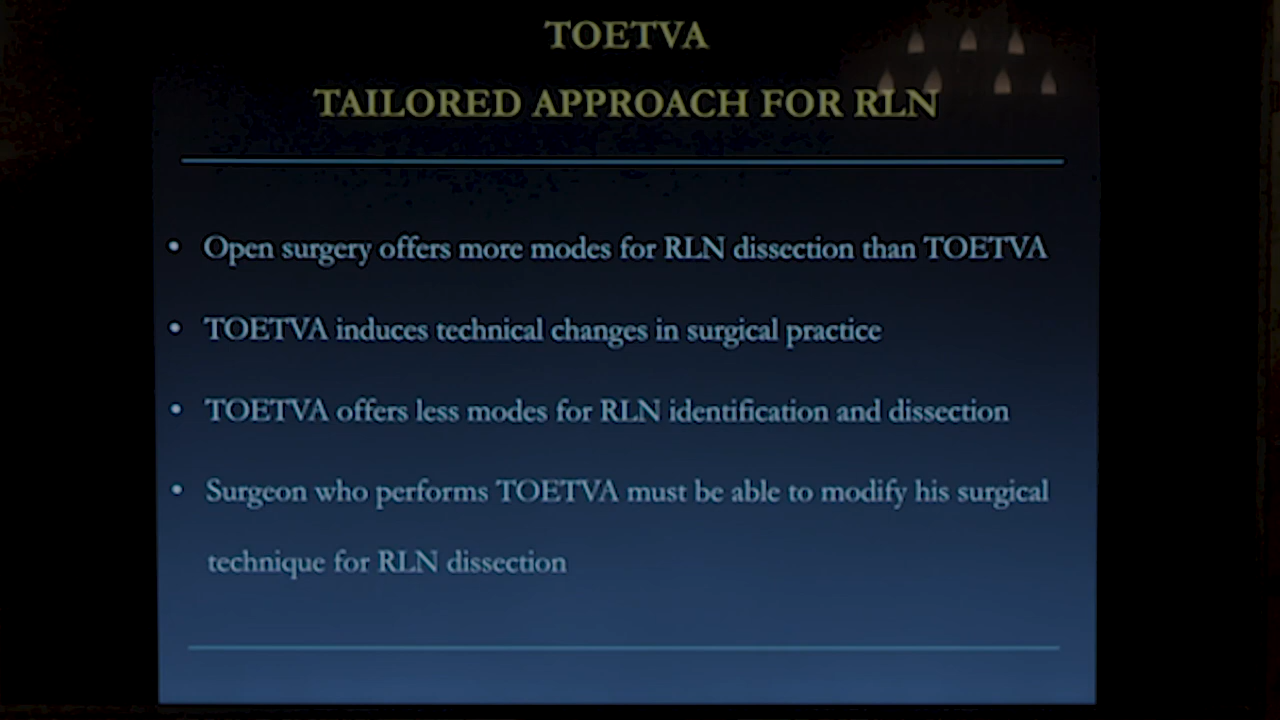 TOETVA
TAILORED APPROACH FOR RLN
• Open surgery offers more modes for RLN dissection than TOETVA
• TOETVA induces technical changes in surgical practice
• TOETVA offers less modes for RLN identification and dissection
• Surgeon who performs TOETVA must be able to modify his surgical
technique for RLN dissection